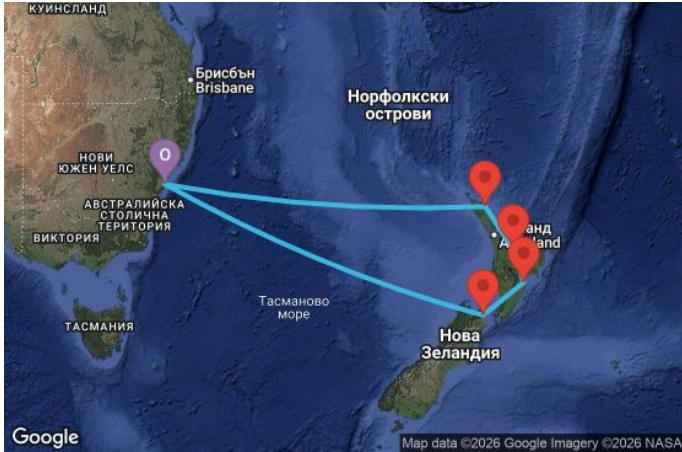 КУИНСЛАНД
Брисбън
Brisbane
Норфолкски
острови
НОВИ
ЮЖЕН УЕЛС
O
АВСТРАЛИЙСКА
СТОЛИЧНА
ТЕРИТОРИЯ
ВИКТОРИЯ
Тасманово
море
ТАСМАНИЯ
Нова
Зеландия
Google
Map data ©2026 Google Imagery ©2026 NASA